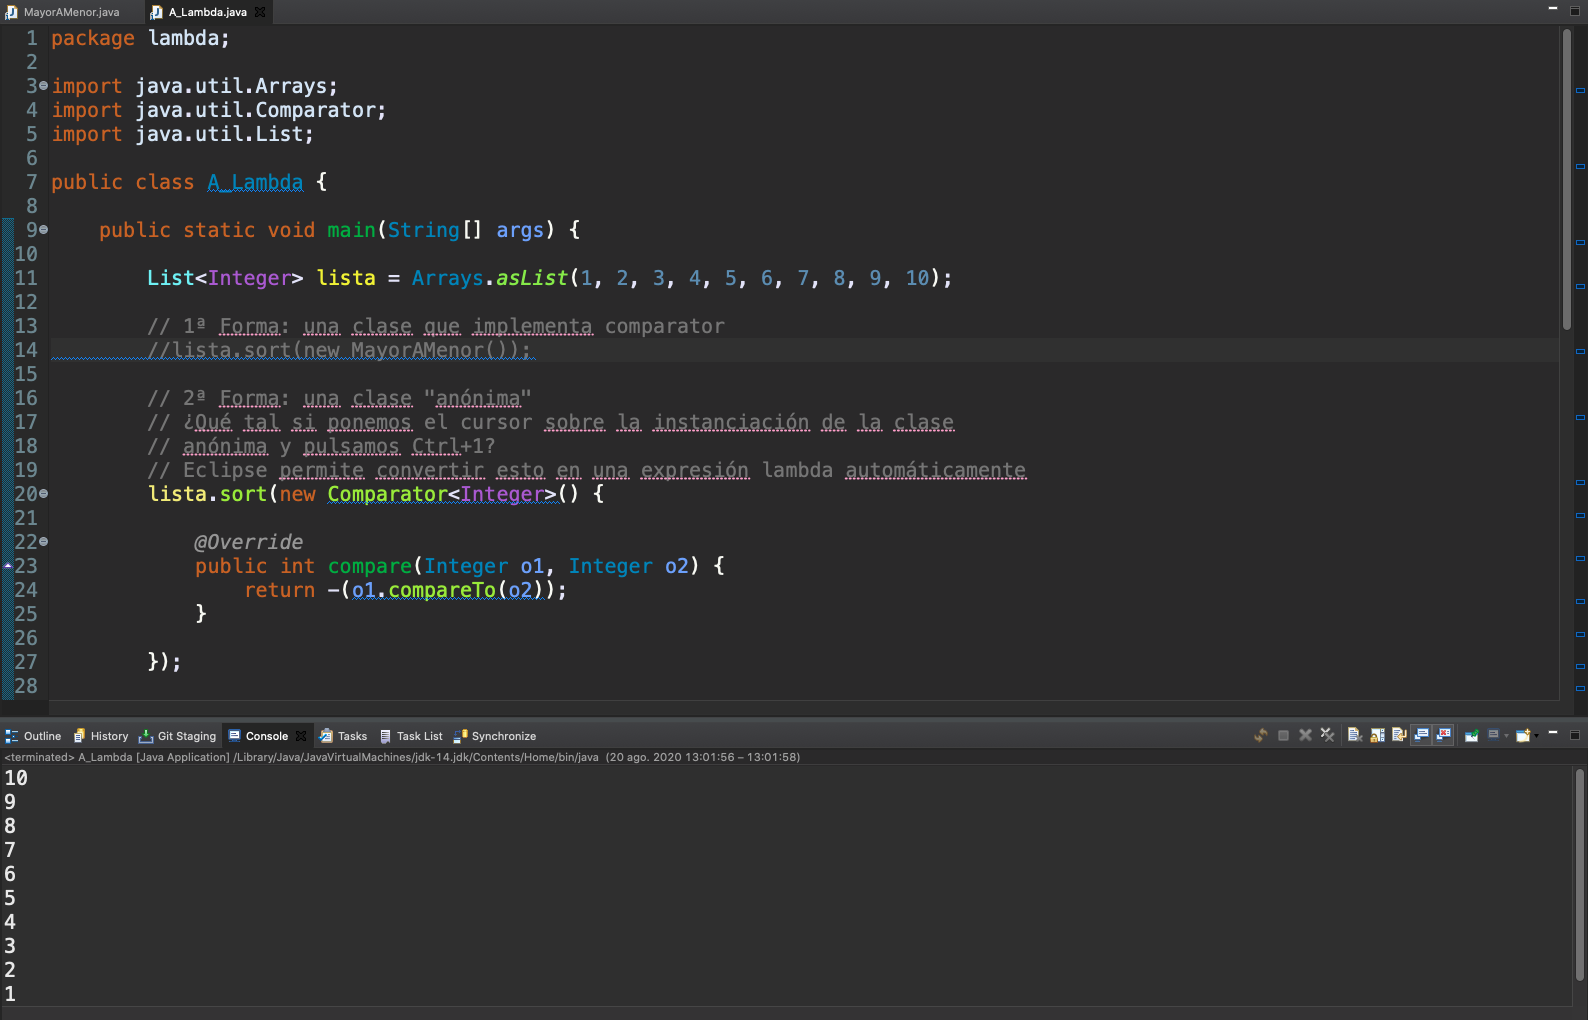 MayorAMenor.java A_Lambda.java
1 package lambda;
2
3 import java.util.Arrays;
4 import java.util.Comparator;
5 import java.util.List;
6
7 public class A_Lambda {
8
9 public static void main(String[] args) {
10
11 List<Integer> lista = Arrays.asList(1, 2, 3, 4, 5, 6, 7, 8, 9, 10);
12
13 // 1ª Forma: una clase que implementa comparator
14 //lista.sort(new MayorAMenor());
15
16 // 2ª Forma: una clase "anónima"
17 // ¿Qué tal si ponemos el cursor sobre la instanciación de la clase
18 // anónima y pulsamos Ctrl+1?
19 // Eclipse permite convertir esto en una expresión lambda automáticamente
20 lista.sort(new Comparator<Integer>() {
21
22 @Override
23 public int compare(Integer o1, Integer o2) {
24 return -(o1.compareTo(o2));
25 }
26
27 });
28
Outline History Git Staging Console Tasks Task List Synchronize
<terminated> A_Lambda [Java Application] /Library/Java/JavaVirtualMachines/jdk-14.jdk/Contents/Home/bin/java (20 ago. 2020 13:01:56 – 13:01:58)
10
9
8
7
6
5
4
3
2
1